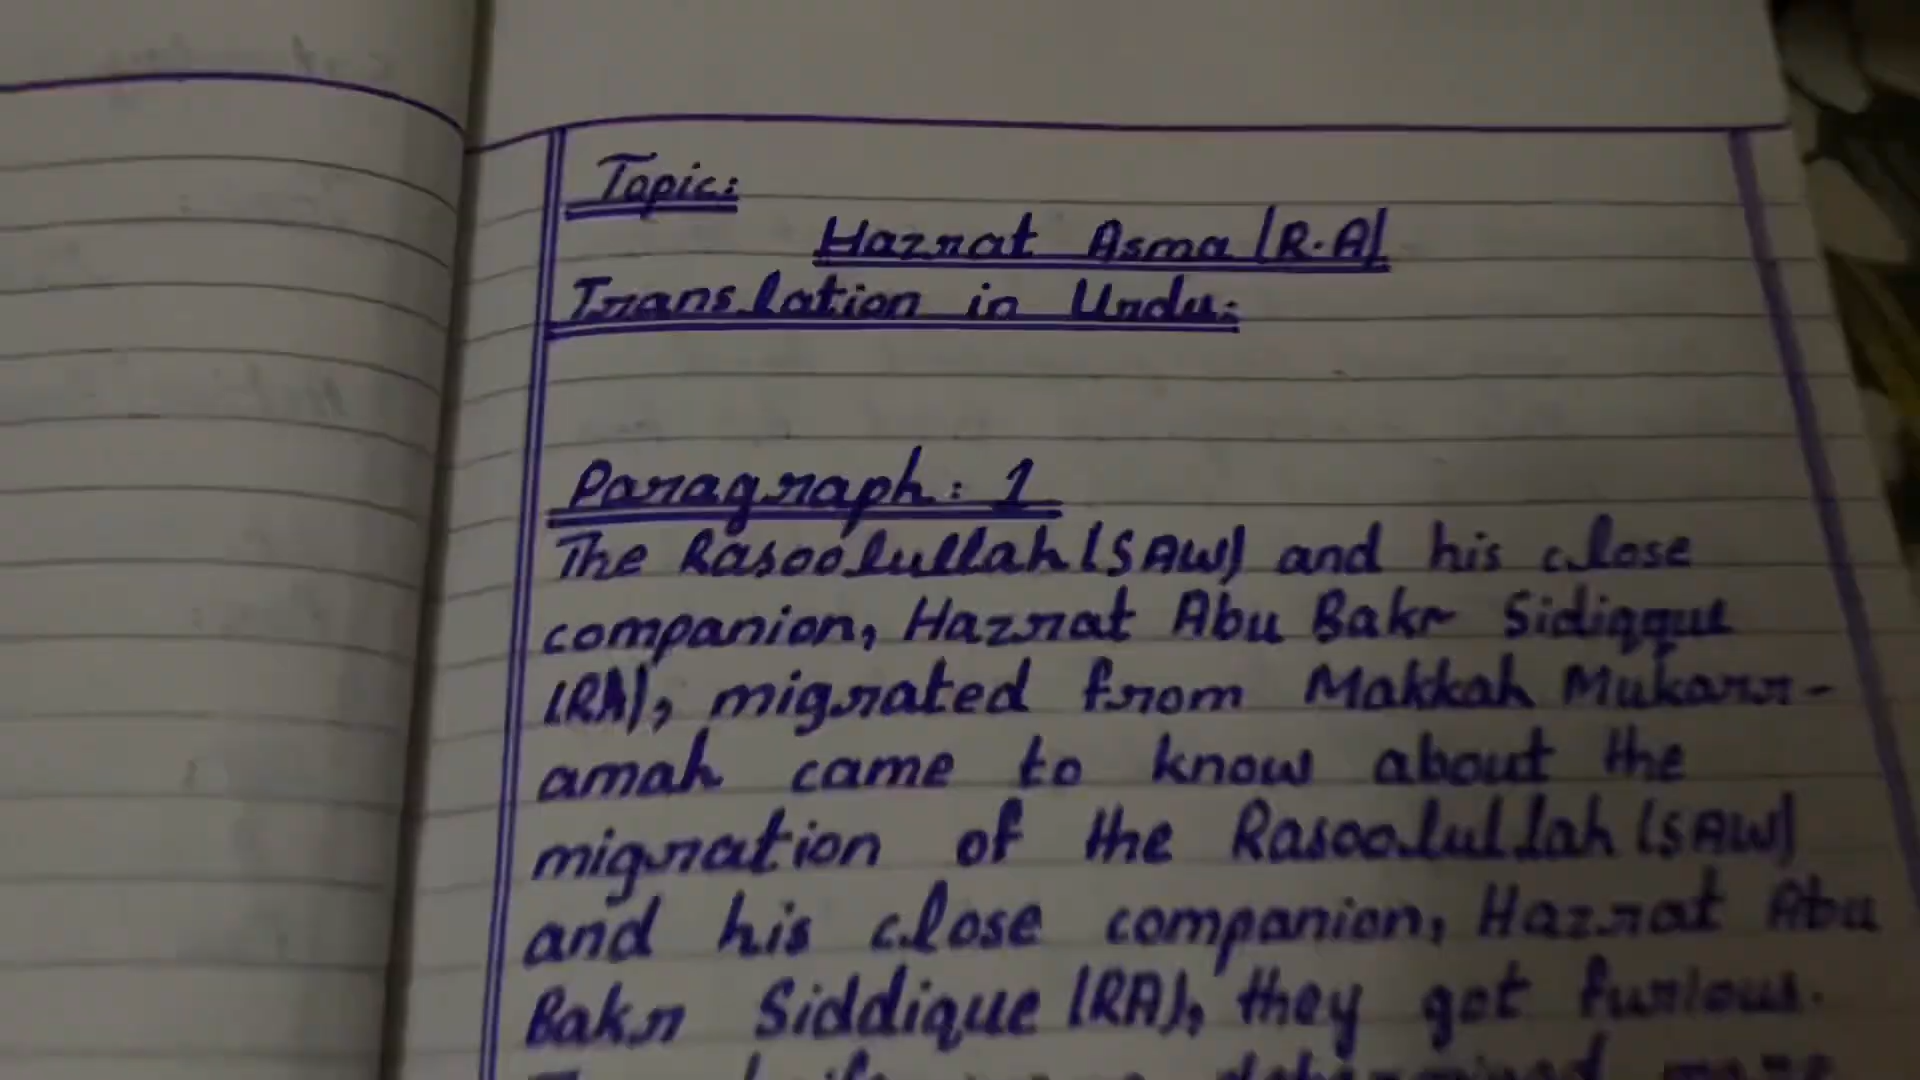 Topic:
Hazrat Asma (R.A)
Translation in Urdu:
Paragraph: 1
The Rasoolullah (SAW) and his close
companion, Hazrat Abu Bakr Sidiqque
(RA), migrated from Makkah Mukarr-
amah came to know about the
migration of the Rasoolullah (SAW)
and his close companion, Hazrat Abu
Bakr Siddique (RA), they got furious.
determined more